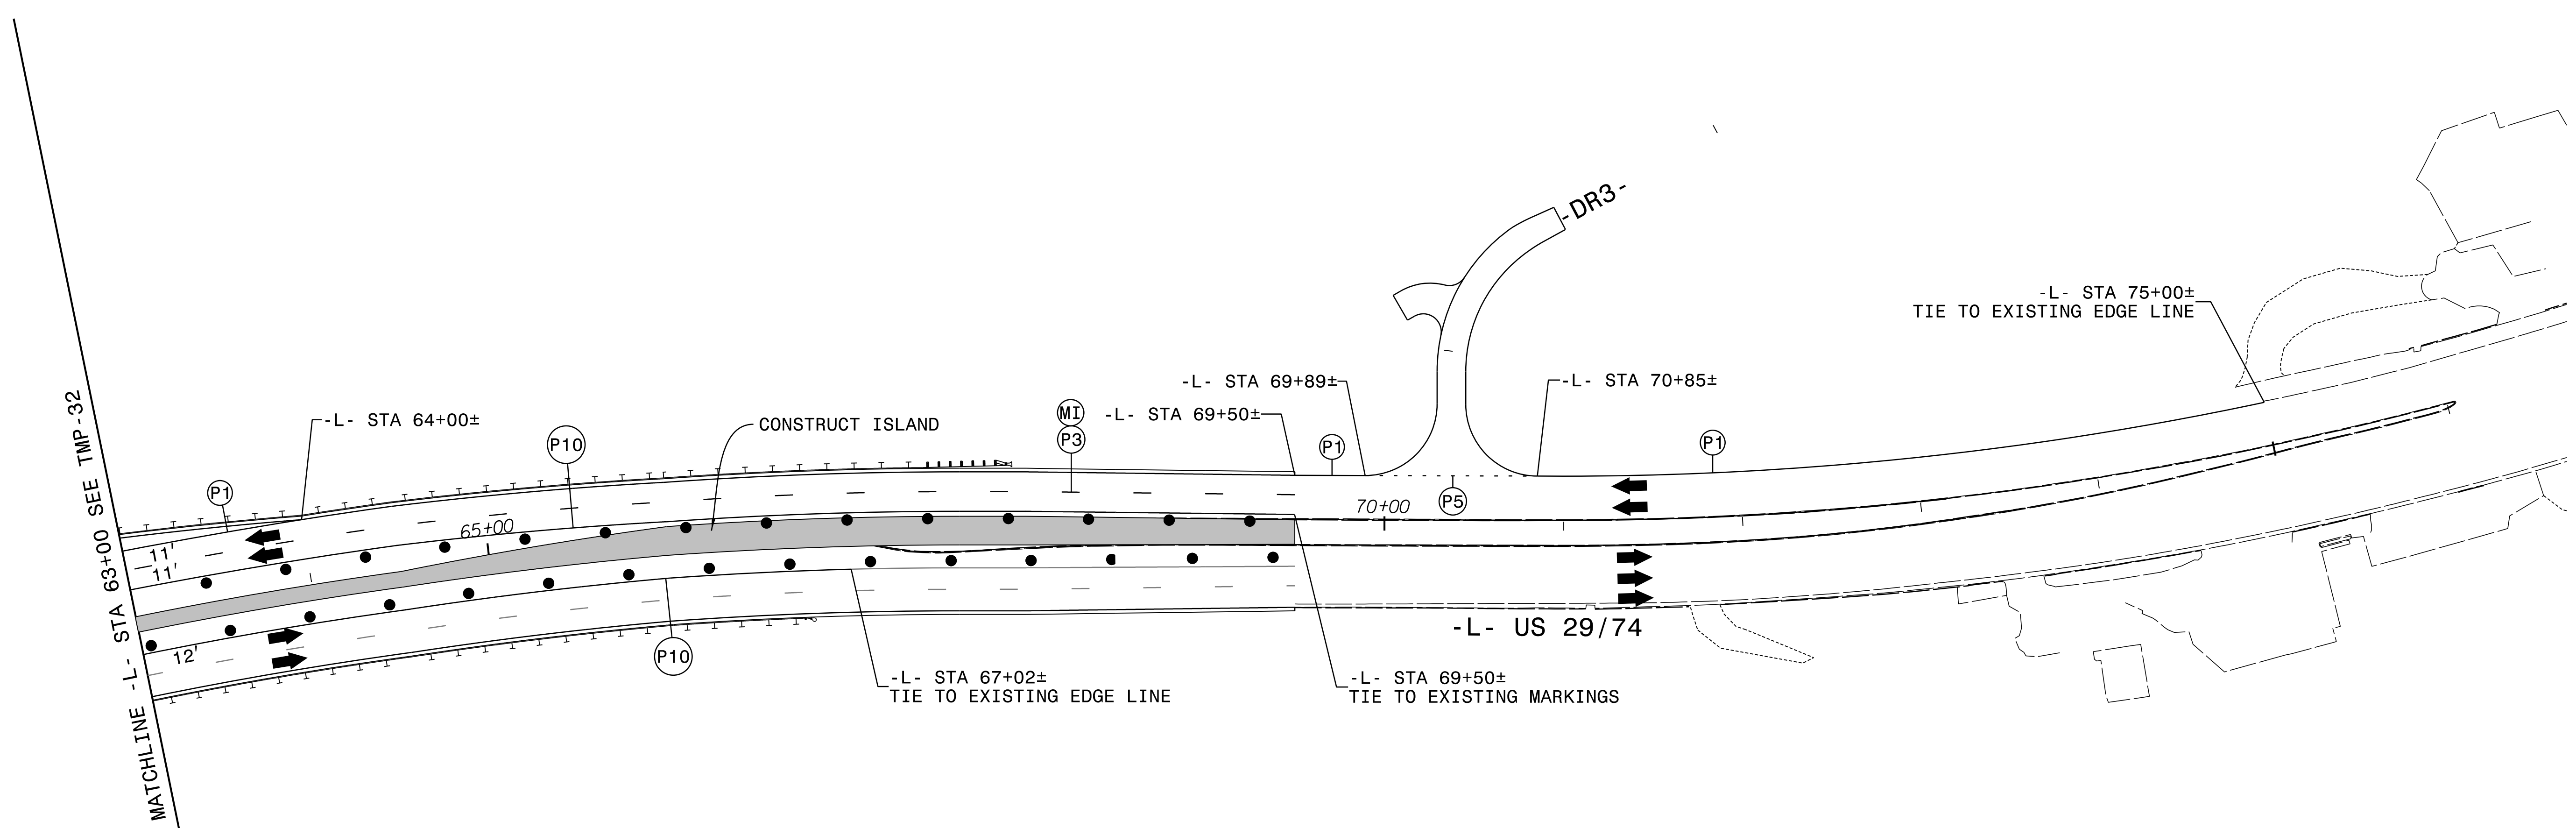 MATCHLINE -L- STA 63+00 SEE TMP-32
-DR3-
-L- STA 75+00±
TIE TO EXISTING EDGE LINE
-L- STA 69+89±
-L- STA 70+85±
-L- STA 64+00±
MI
-L- STA 69+50±
CONSTRUCT ISLAND
P10
P3
P1
P1
P1
P5
70+00
65+00
11'
11'
12'
-L- US 29/74
P10
-L- STA 67+02±
TIE TO EXISTING EDGE LINE
-L- STA 69+50±
TIE TO EXISTING MARKINGS